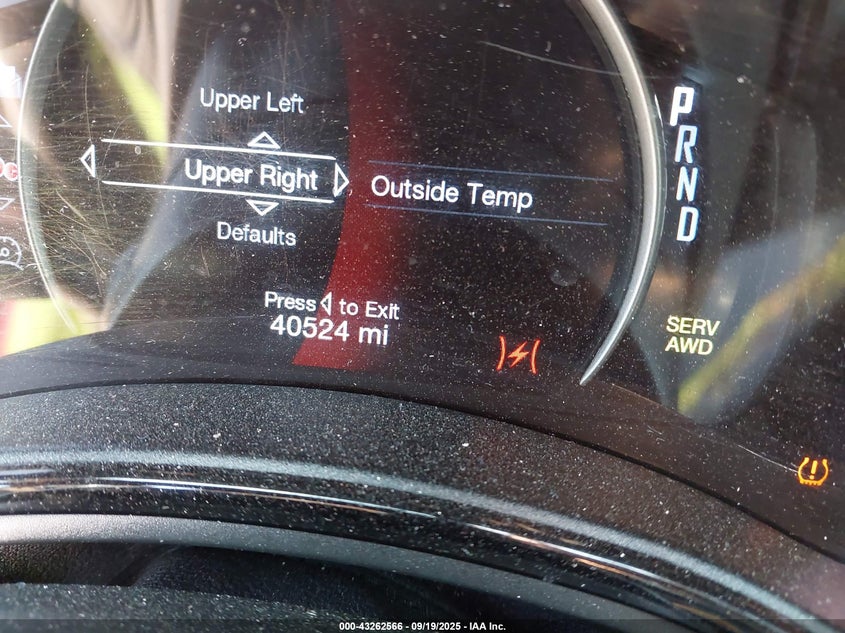 Upper Left
Upper Right
Outside Temp
Defaults
Press to Exit
40524 mi
P
R
N
D
SERV
AWD
000-43262566 - 09/19/2025 - IAA Inc.